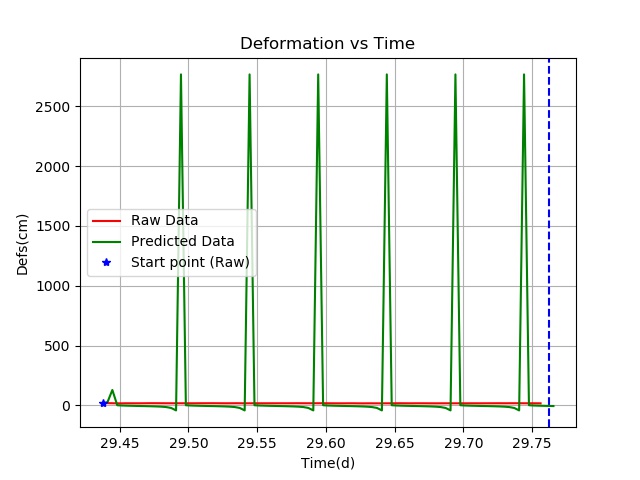 Deformation vs Time
Defs(cm)
2500
2000
1500
1000
500
0
Raw Data
Predicted Data
Start point (Raw)
29.45 29.50 29.55 29.60 29.65 29.70 29.75
Time(d)